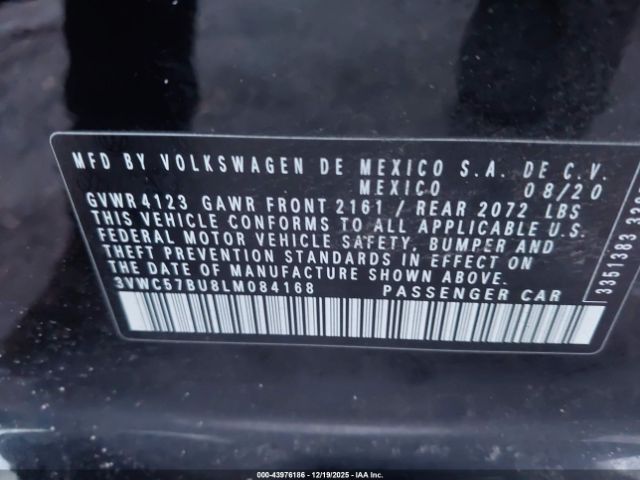 MFD BY VOLKSWAGEN DE MEXICO S.A. DE C.V.
MEXICO 08/20
GVWR 4123 GAWR FRONT 2161 / REAR 2072 LBS
THIS VEHICLE CONFORMS TO ALL APPLICABLE U.S.
FEDERAL MOTOR VEHICLE SAFETY, BUMPER AND
THEFT PREVENTION STANDARDS IN EFFECT ON
THE DATE OF MANUFACTURE SHOWN ABOVE.
3VWC57BU8LM084168 PASSENGER CAR
3351383
000-43976186 - 12/19/2025 - IAA Inc.